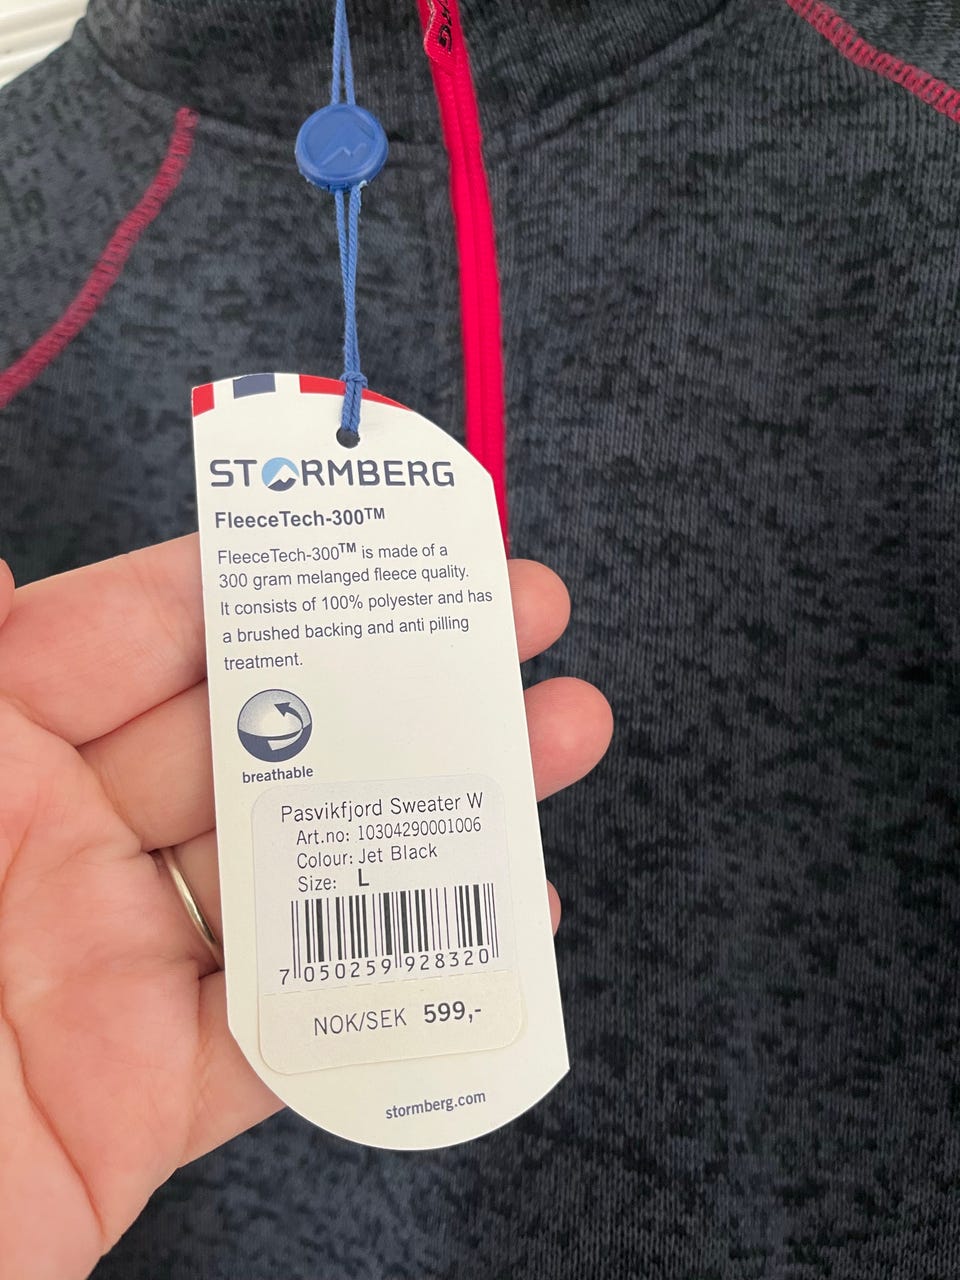 STORMBERG
FleeceTech-300™
FleeceTech-300™ is made of a
300 gram melanged fleece quality.
It consists of 100% polyester and has
a brushed backing and anti pilling
treatment.
breathable
Pasvikfjord Sweater W
Art.no: 10304290001006
Colour: Jet Black
Size: L
7 050259 928320
NOK/SEK 599,-
stormberg.com